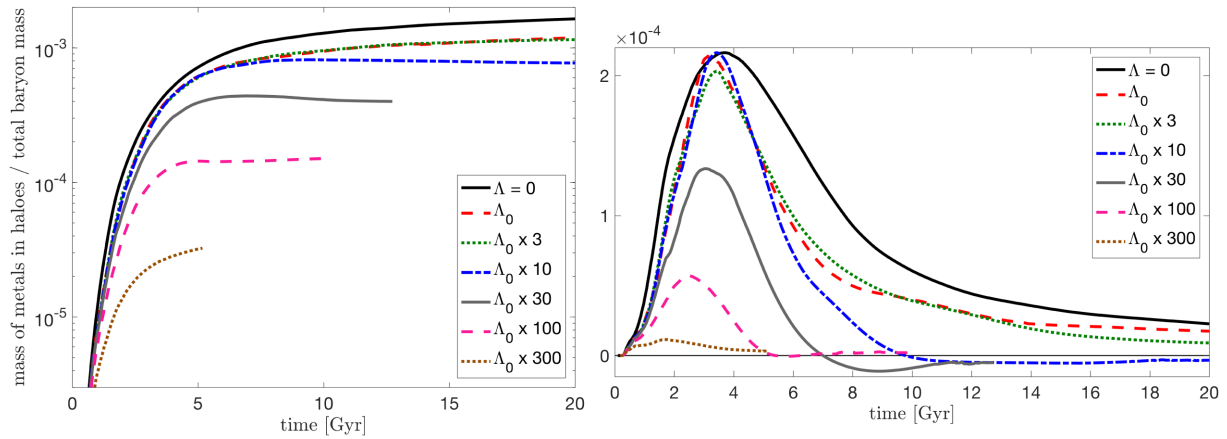 mass of metals in haloes / total baryon mass
10⁻³
10⁻⁴
10⁻⁵
0
5
10
15
20
time [Gyr]
Λ = 0
Λ₀
Λ₀ x 3
Λ₀ x 10
Λ₀ x 30
Λ₀ x 100
Λ₀ x 300
×10⁻⁴
2
1
0
0
2
4
6
8
10
12
14
16
18
20
time [Gyr]
Λ = 0
Λ₀
Λ₀ x 3
Λ₀ x 10
Λ₀ x 30
Λ₀ x 100
Λ₀ x 300